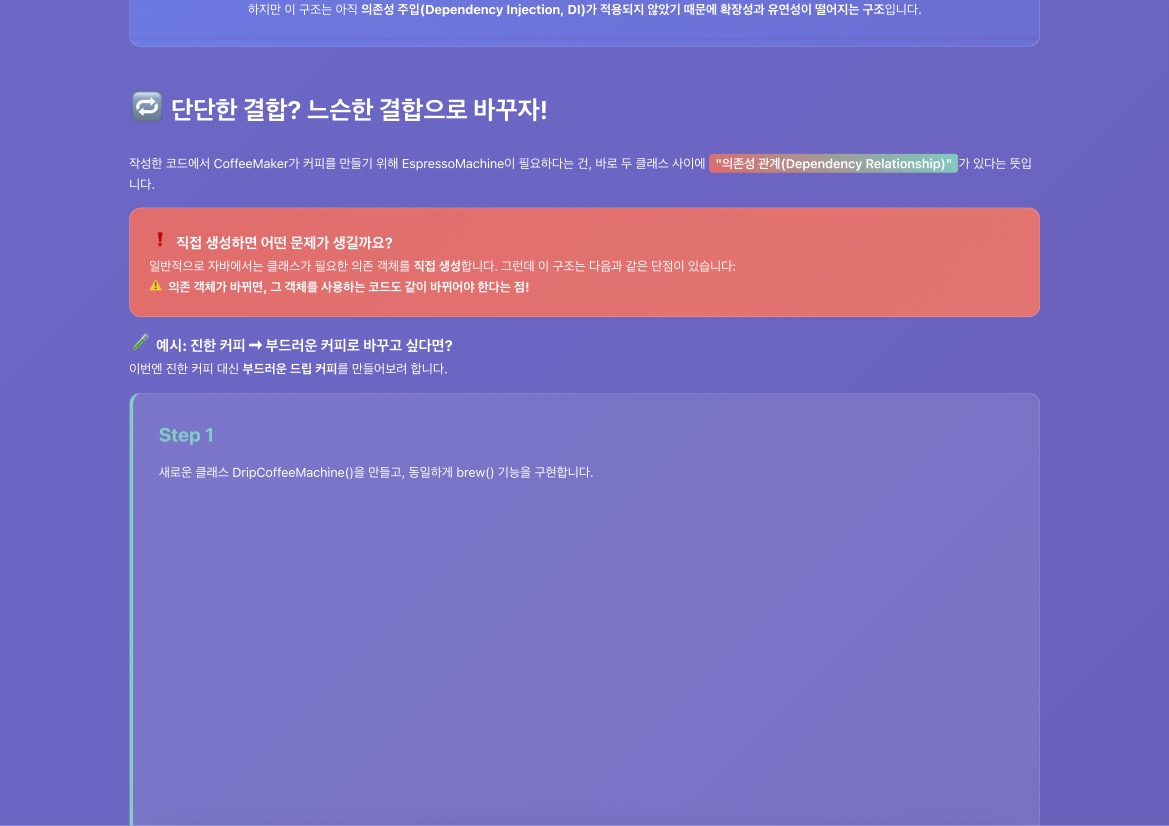 하지만 이 구조는 아직 의존성 주입(Dependency Injection, DI)가 적용되지 않았기 때문에 확장성과 유연성이 떨어지는 구조입니다.
단단한 결합? 느슨한 결합으로 바꾸자!
작성한 코드에서 CoffeeMaker가 커피를 만들기 위해 EspressoMachine이 필요하다는 건, 바로 두 클래스 사이에 "의존성 관계(Dependency Relationship)"가 있다는 뜻입
니다.
직접 생성하면 어떤 문제가 생길까요?
일반적으로 자바에서는 클래스가 필요한 의존 객체를 직접 생성합니다. 그런데 이 구조는 다음과 같은 단점이 있습니다:
의존 객체가 바뀌면, 그 객체를 사용하는 코드도 같이 바뀌어야 한다는 점!
예시: 진한 커피 → 부드러운 커피로 바꾸고 싶다면?
이번엔 진한 커피 대신 부드러운 드립 커피를 만들어보려 합니다.
Step 1
새로운 클래스 DripCoffeeMachine()을 만들고, 동일하게 brew() 기능을 구현합니다.